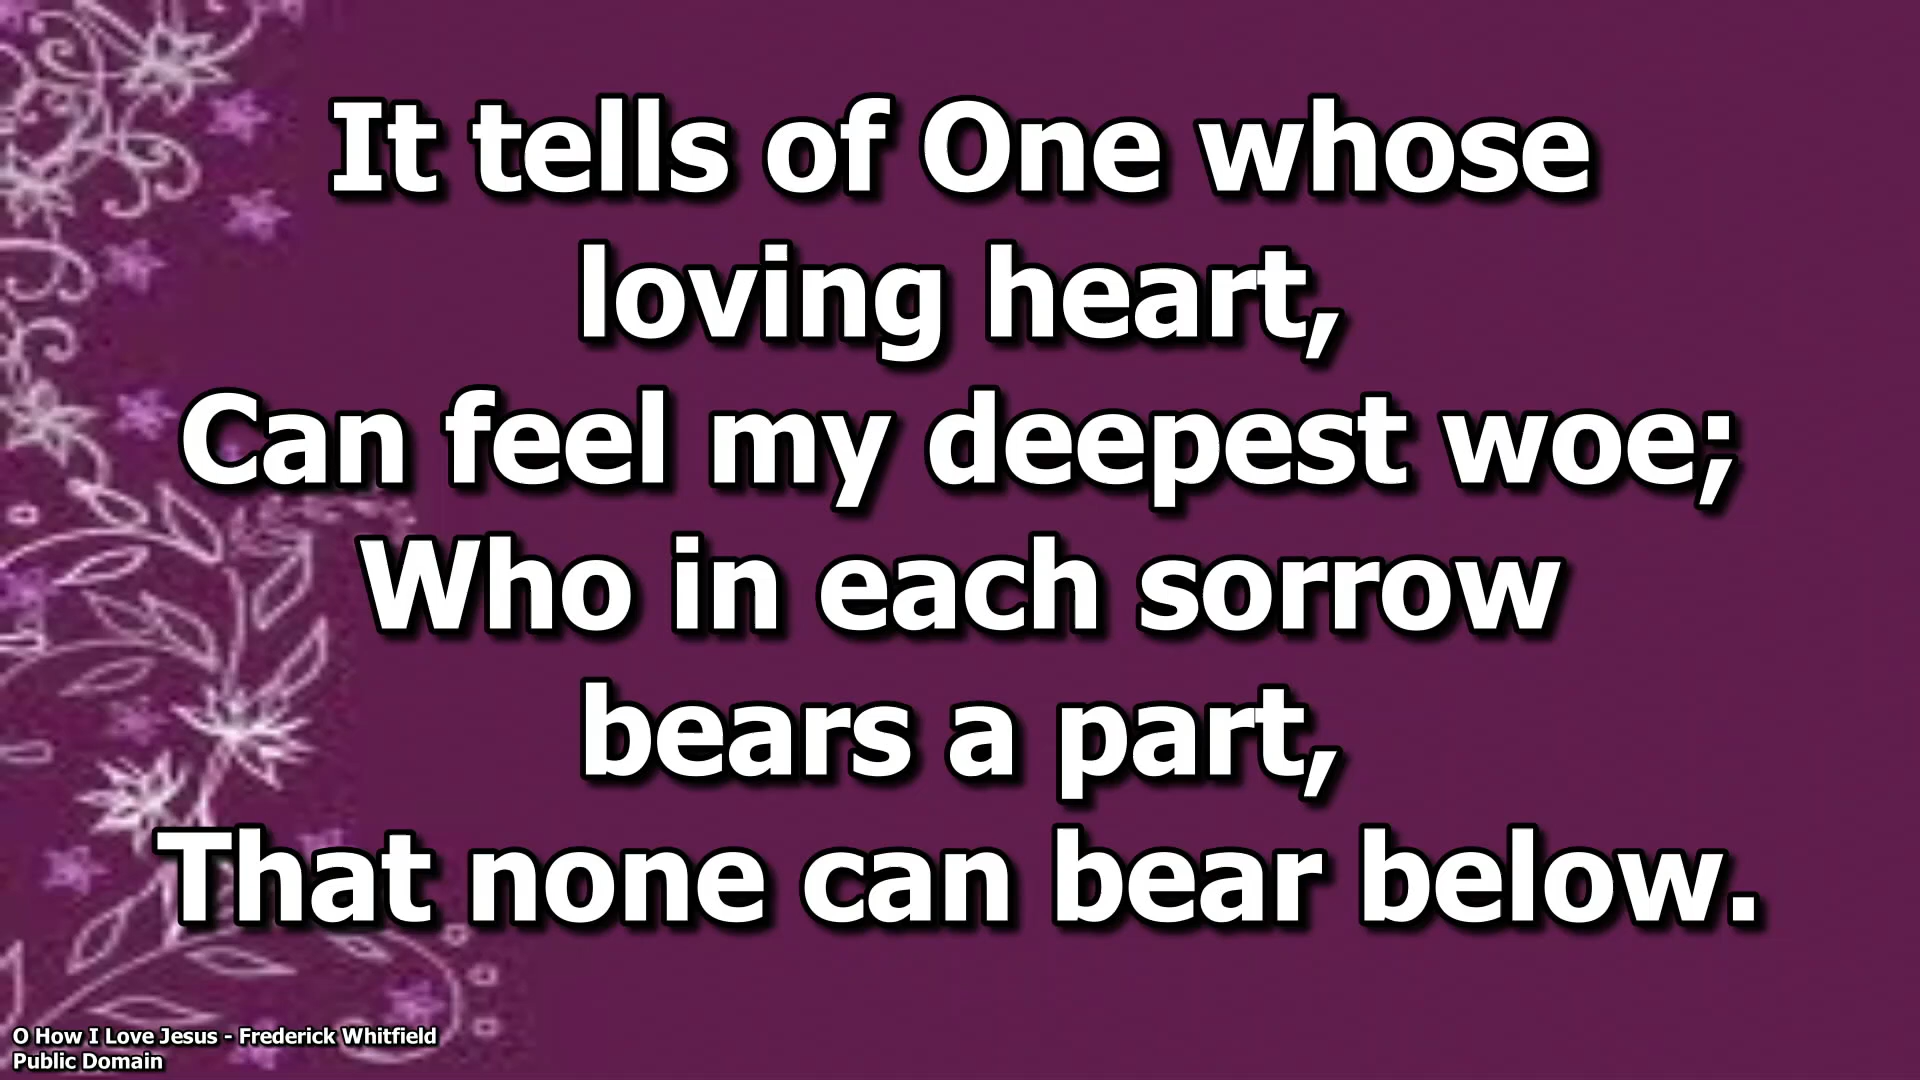 It tells of One whose
loving heart,
Can feel my deepest woe;
Who in each sorrow
bears a part,
That none can bear below.
O How I Love Jesus - Frederick Whitfield
Public Domain